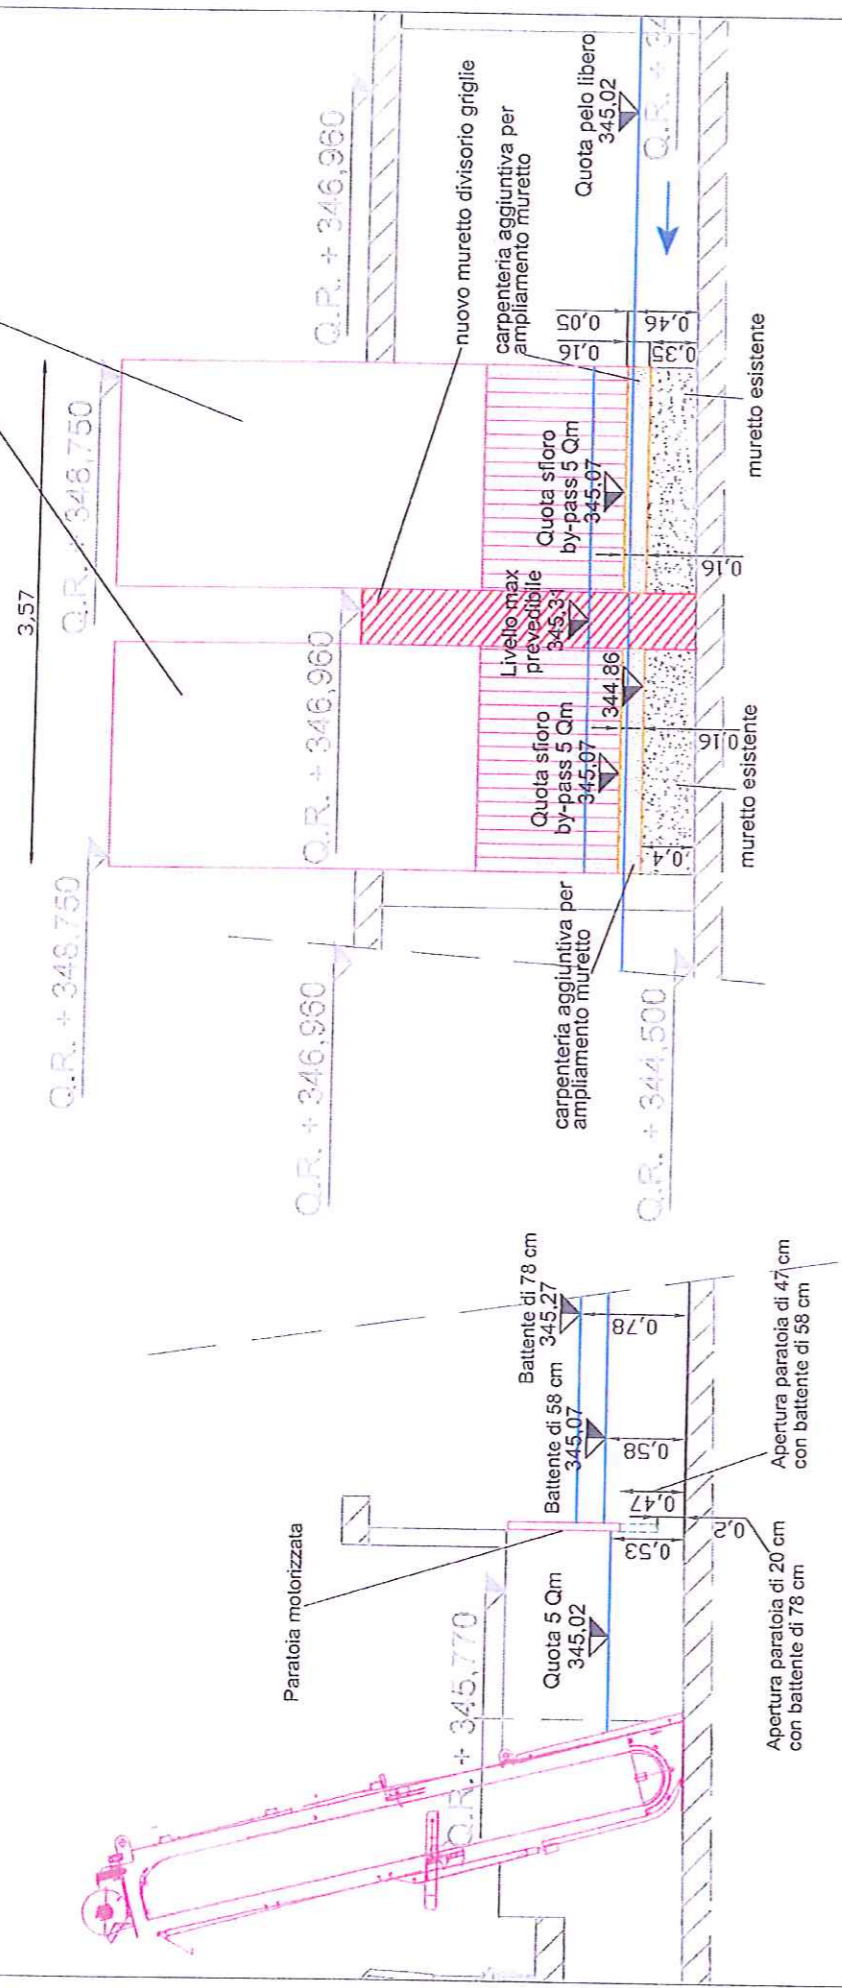 Paratoia motorizzata
Q.R. + 345,770
Quota 5 Qm
345,02
Battente di 58 cm
345,07
Battente di 78 cm
345,27
0,53
0,47
0,58
0,78
0,2
Apertura paratoia di 20 cm
con battente di 78 cm
Apertura paratoia di 47 cm
con battente di 58 cm
Q.R. + 348,750
3,57
Q.R. + 348,750
Q.R. + 346,960
Q.R. + 346,960
Q.R. + 346,960
nuovo muretto divisorio griglie
carpenteria aggiuntiva per
ampliamento muretto
Quota pelo libero
345,02
Quota sfioro
by-pass 5 Qm
345,07
Livello max
prevedibile
345,31
344,86
Quota sfioro
by-pass 5 Qm
345,07
0,16
0,05
0,35
0,46
0,16
0,16
0,4
carpenteria aggiuntiva per
ampliamento muretto
Q.R. + 344,500
muretto esistente
muretto esistente
Q.R. + 34